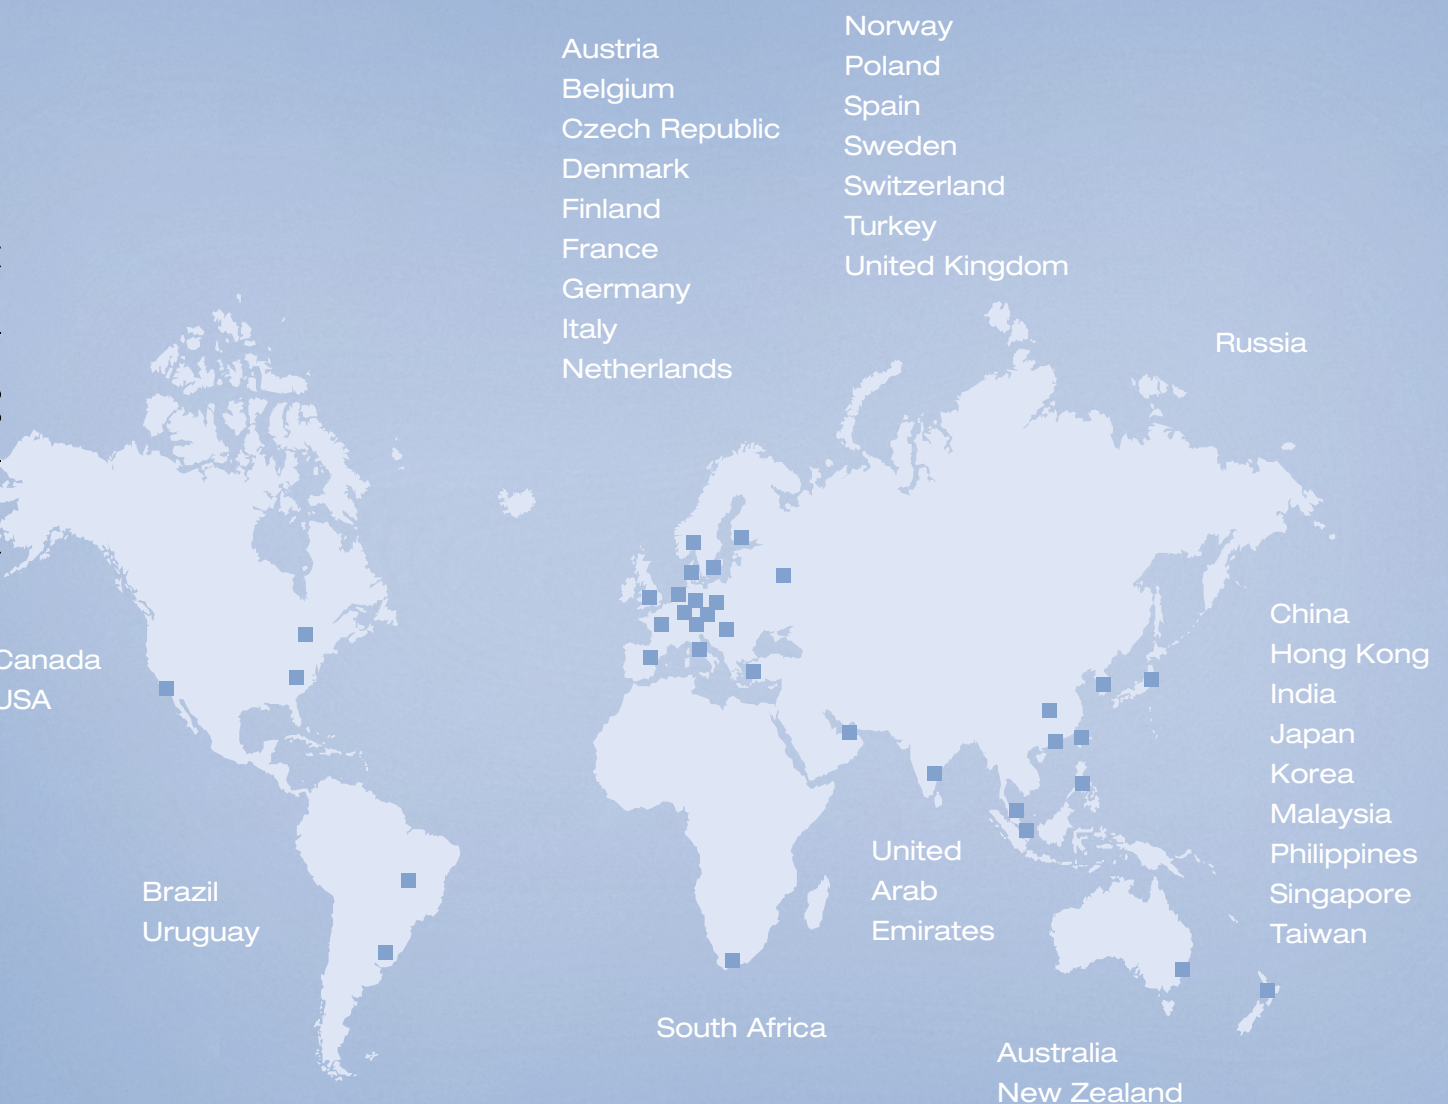 Austria
Belgium
Czech Republic
Denmark
Finland
France
Germany
Italy
Netherlands
Norway
Poland
Spain
Sweden
Switzerland
Turkey
United Kingdom
Russia
Canada
USA
China
Hong Kong
India
Japan
Korea
Malaysia
Philippines
Singapore
Taiwan
Brazil
Uruguay
United
Arab
Emirates
South Africa
Australia
New Zealand